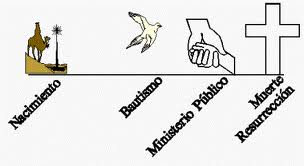 Nacimiento
Bautismo
Ministerio Público
Muerte
Resurrección